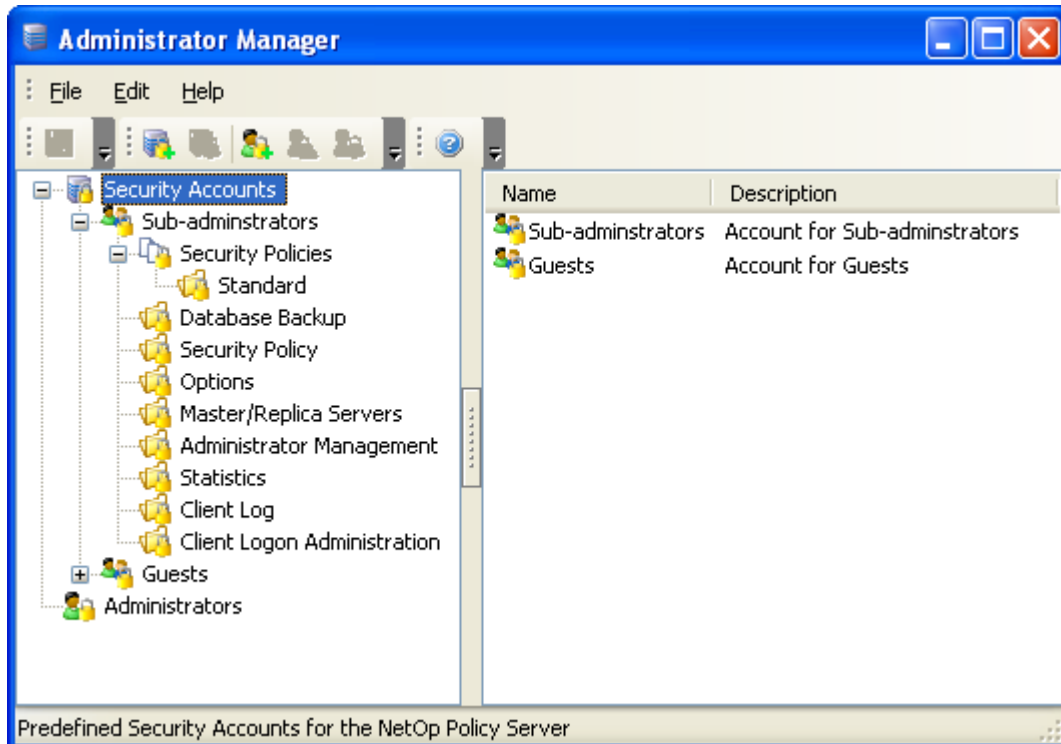 Administrator Manager
File Edit Help
Security Accounts
Sub-adminstrators
Security Policies
Standard
Database Backup
Security Policy
Options
Master/Replica Servers
Administrator Management
Statistics
Client Log
Client Logon Administration
Guests
Administrators
Name Description
Sub-adminstrators Account for Sub-adminstrators
Guests Account for Guests
Predefined Security Accounts for the NetOp Policy Server